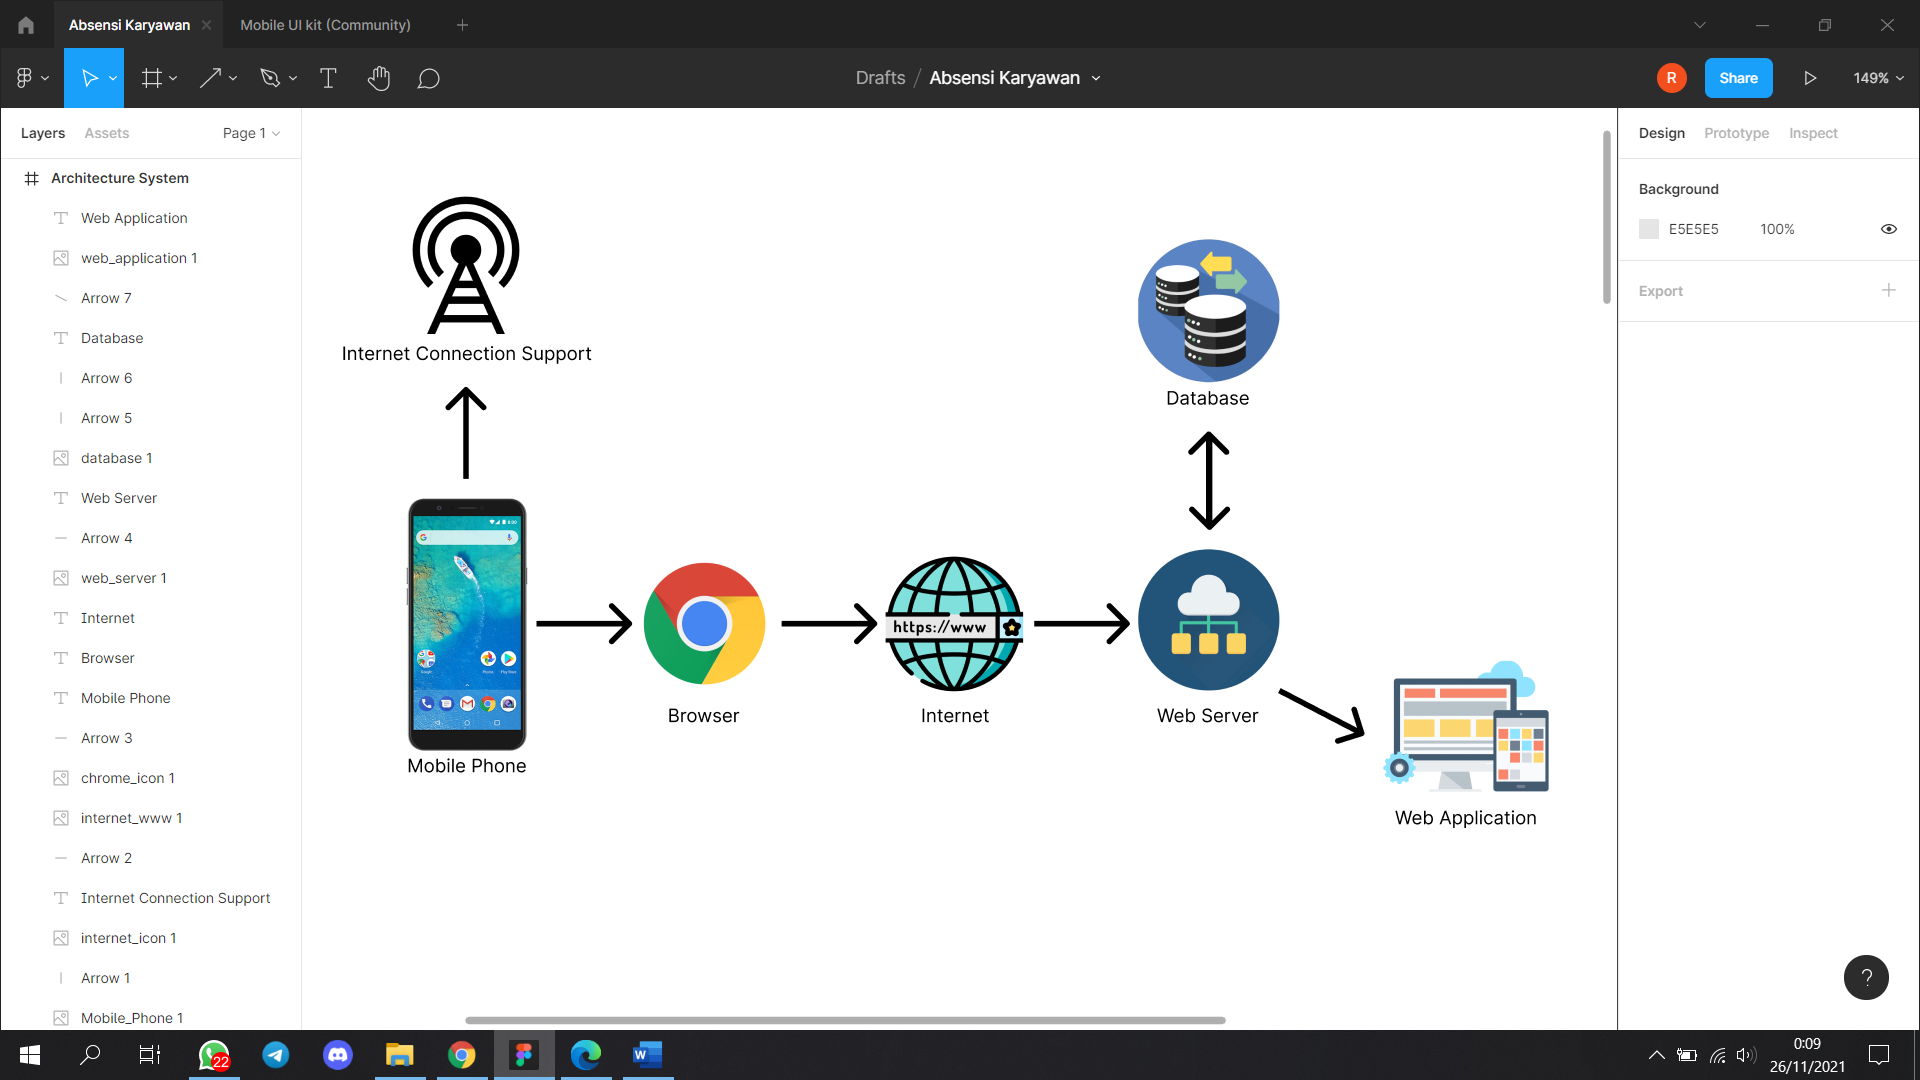 Absensi Karyawan
Mobile UI kit (Community)
Drafts / Absensi Karyawan
R
Share
149%
Layers
Assets
Page 1
Architecture System
Web Application
web_application 1
Arrow 7
Database
Arrow 6
Arrow 5
database 1
Web Server
Arrow 4
web_server 1
Internet
Browser
Mobile Phone
Arrow 3
chrome_icon 1
internet_www 1
Arrow 2
Internet Connection Support
internet_icon 1
Arrow 1
Mobile_Phone 1
Internet Connection Support
Database
https://www
Browser
Internet
Web Server
Mobile Phone
Web Application
Design
Prototype
Inspect
Background
E5E5E5
100%
Export
?
22
W
0:09
26/11/2021